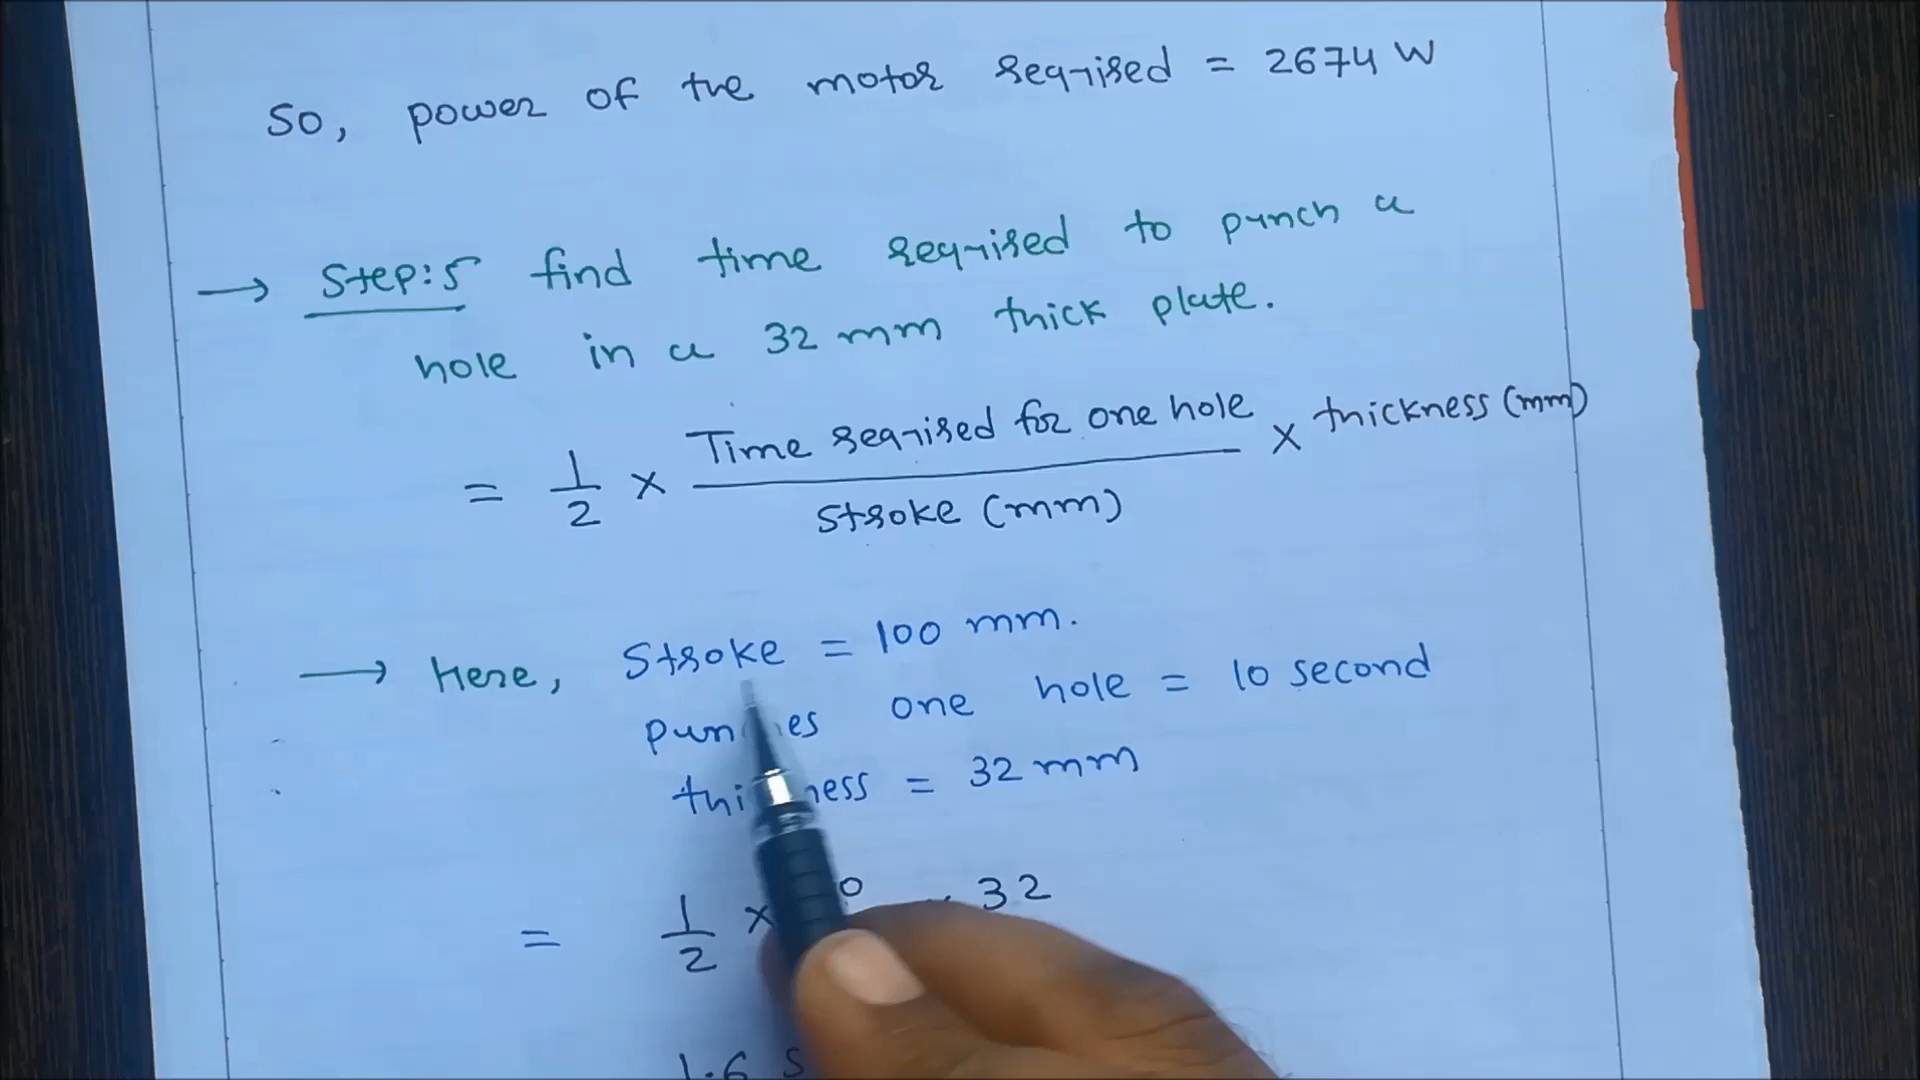 So, power of the motor required = 2674 W
→ Step:5 find time required to punch a
hole in a 32 mm thick plate.
= 1/2 × Time required for one hole / Stroke (mm) × thickness (mm)
→ Here, Stroke = 100 mm.
one hole = 10 second
= 32 mm
= 1/2 × 32
1.6 s